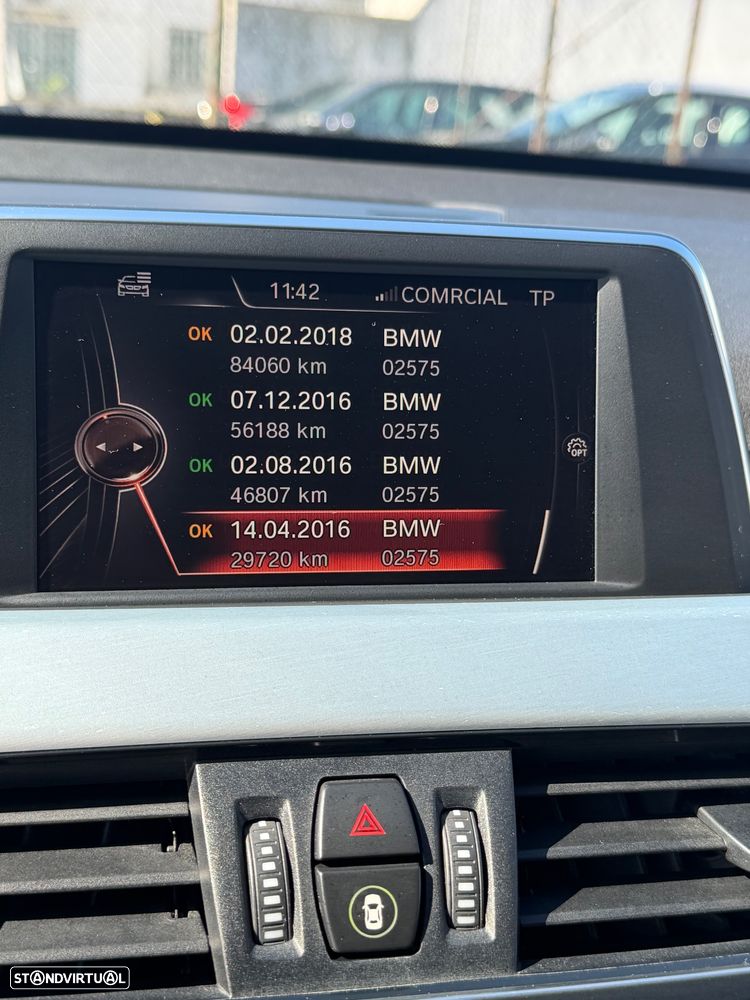 11:42 COMRCIAL TP
OK 02.02.2018 BMW
84060 km 02575
OK 07.12.2016 BMW
56188 km 02575
OK 02.08.2016 BMW
46807 km 02575
OK 14.04.2016 BMW
29720 km 02575
OPT
STANDVIRTUAL